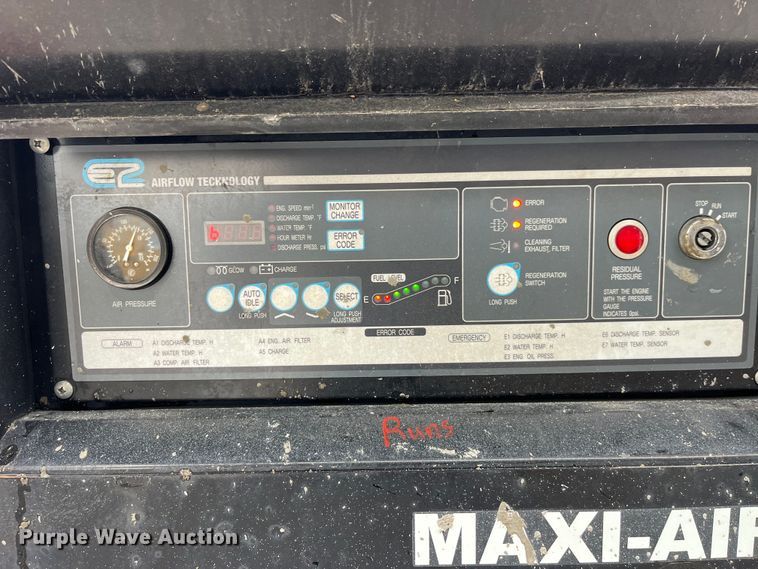 E2 AIRFLOW TECHNOLOGY
AIR PRESSURE
ENG. SPEED min-1
DISCHARGE TEMP. °F
WATER TEMP. °F
HOUR METER Hr
DISCHARGE PRESS. psi
MONITOR CHANGE
ERROR CODE
GLOW
CHARGE
AUTO IDLE
LONG PUSH
SELECT
LONG PUSH ADJUSTMENT
FUEL LEVEL
E
F
ERROR
REGENERATION REQUIRED
CLEANING EXHAUST FILTER
REGENERATION SWITCH
LONG PUSH
RESIDUAL PRESSURE
START THE ENGINE
WITH THE PRESSURE
GAUGE
INDICATES 0psi.
STOP
RUN
START
ERROR CODE
ALARM
A1 DISCHARGE TEMP. H
A2 WATER TEMP. H
A3 COMP. AIR FILTER
A4 ENG. AIR FILTER
A5 CHARGE
EMERGENCY
E1 DISCHARGE TEMP. H
E2 WATER TEMP. H
E3 ENG. OIL PRESS.
E6 DISCHARGE TEMP. SENSOR
E7 WATER TEMP. SENSOR
Runs
MAXI-AIR
Purple Wave Auction